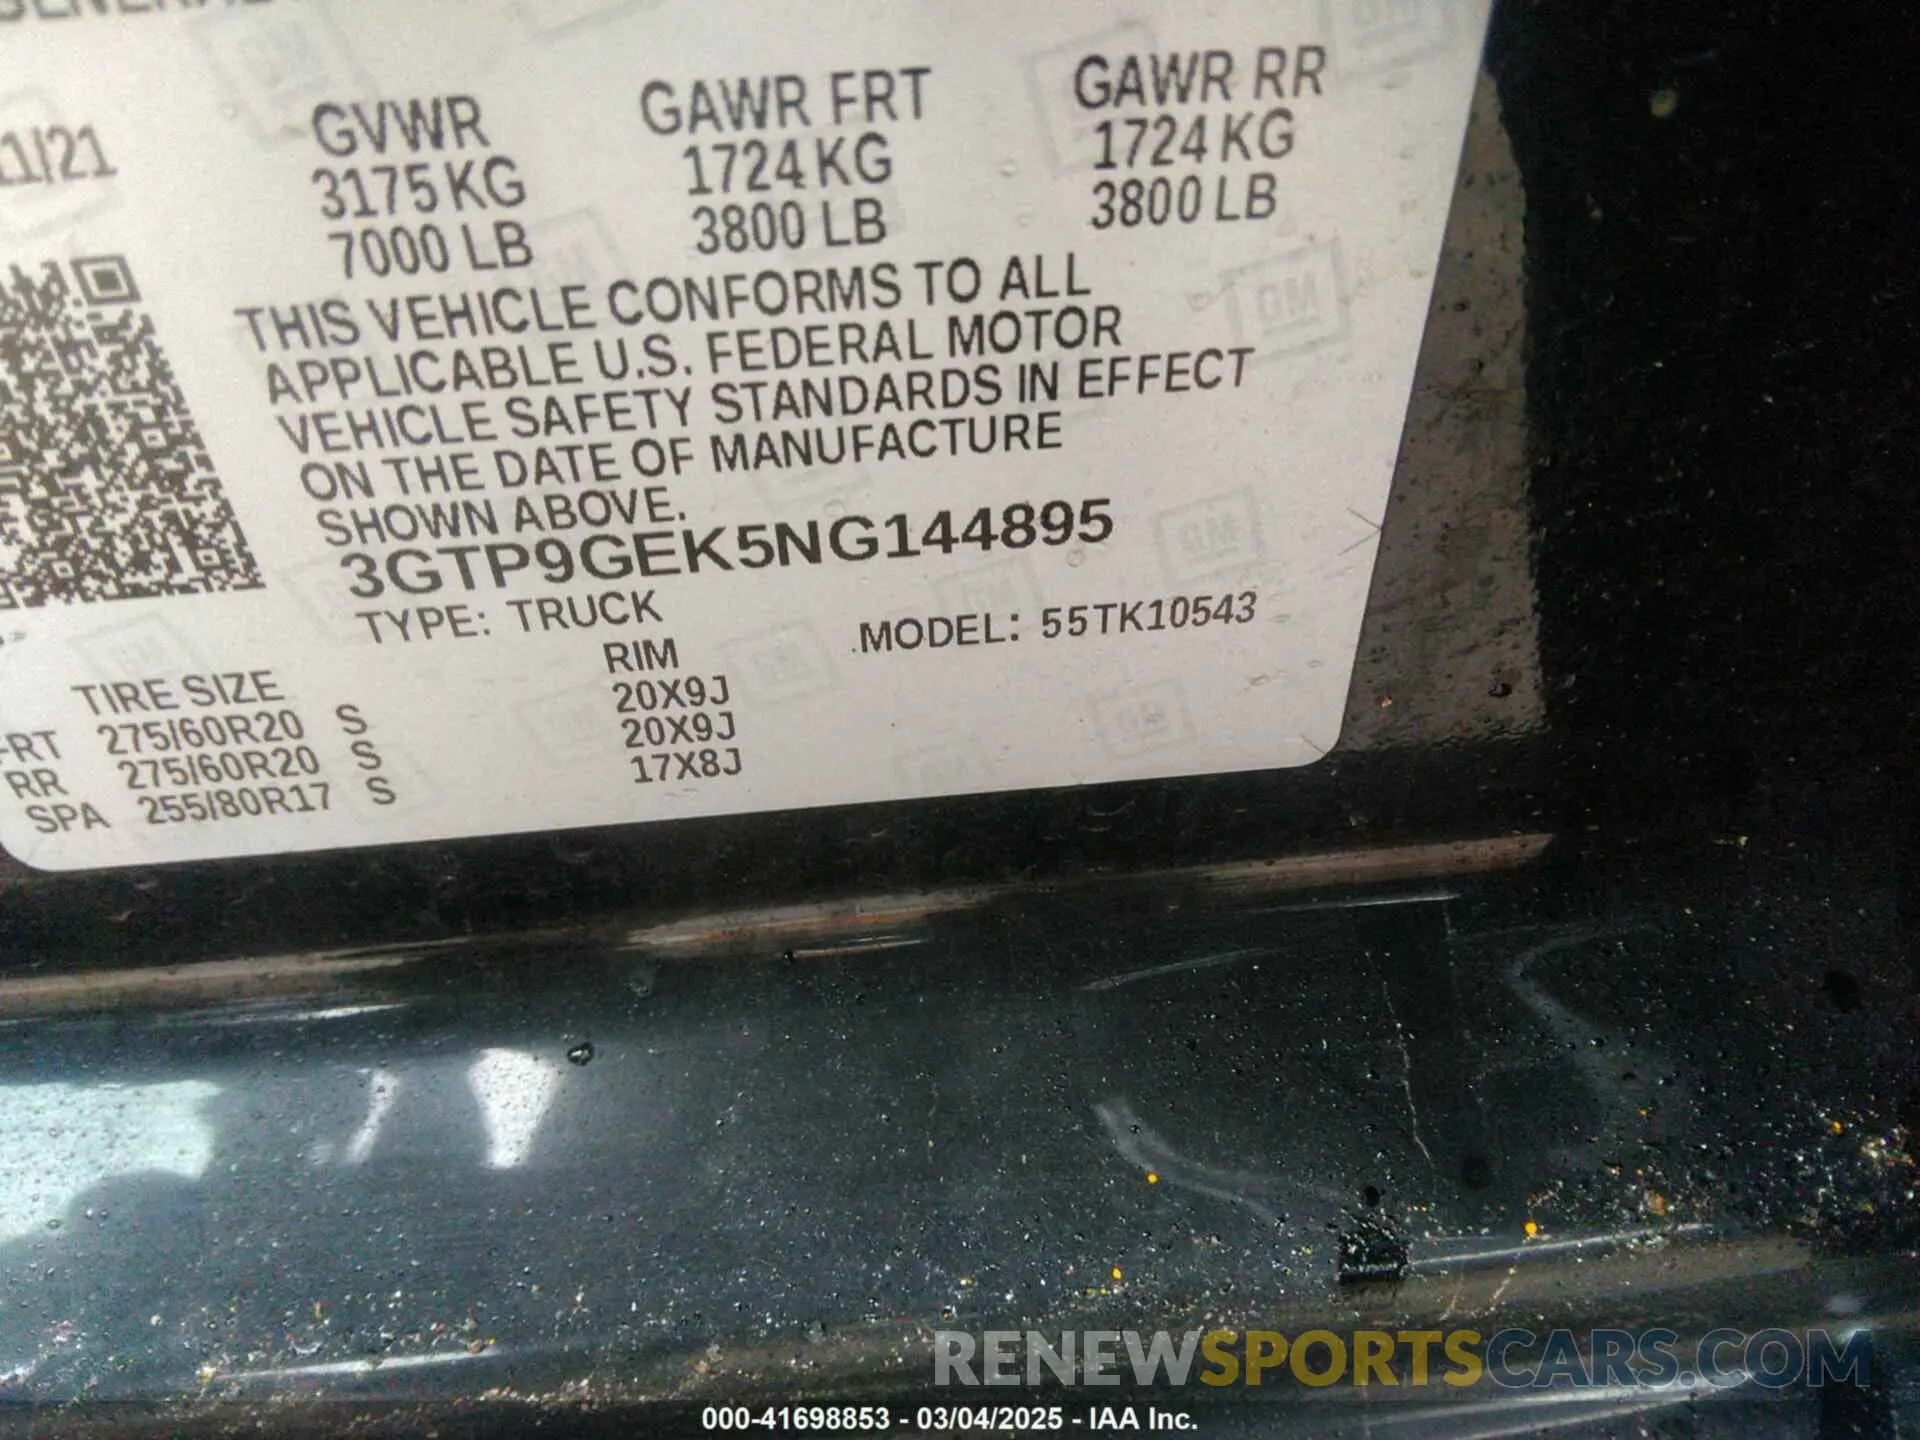 GVWR GAWR FRT GAWR RR
1/21 3175 KG 1724 KG 1724 KG
7000 LB 3800 LB 3800 LB
THIS VEHICLE CONFORMS TO ALL
APPLICABLE U.S. FEDERAL MOTOR
VEHICLE SAFETY STANDARDS IN EFFECT
ON THE DATE OF MANUFACTURE
SHOWN ABOVE.
3GTP9GEK5NG144895
TYPE: TRUCK MODEL: 55TK10543
TIRE SIZE RIM
FRT 275/60R20 S 20X9J
RR 275/60R20 S 20X9J
SPA 255/80R17 S 17X8J
RENEWSPORTSCARS.COM
000-41698853 - 03/04/2025 - IAA Inc.